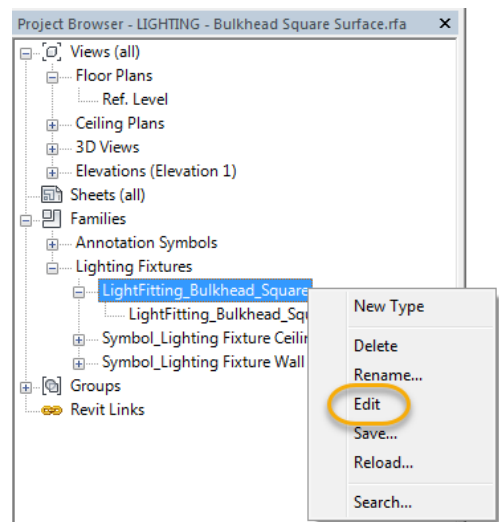 Project Browser - LIGHTING - Bulkhead Square Surface.rfa
Views (all)
Floor Plans
Ref. Level
Ceiling Plans
3D Views
Elevations (Elevation 1)
Sheets (all)
Families
Annotation Symbols
Lighting Fixtures
LightFitting_Bulkhead_Square
LightFitting_Bulkhead_Squ
Symbol_Lighting Fixture Ceilin
Symbol_Lighting Fixture Wall
Groups
Revit Links
New Type
Delete
Rename...
Edit
Save...
Reload...
Search...